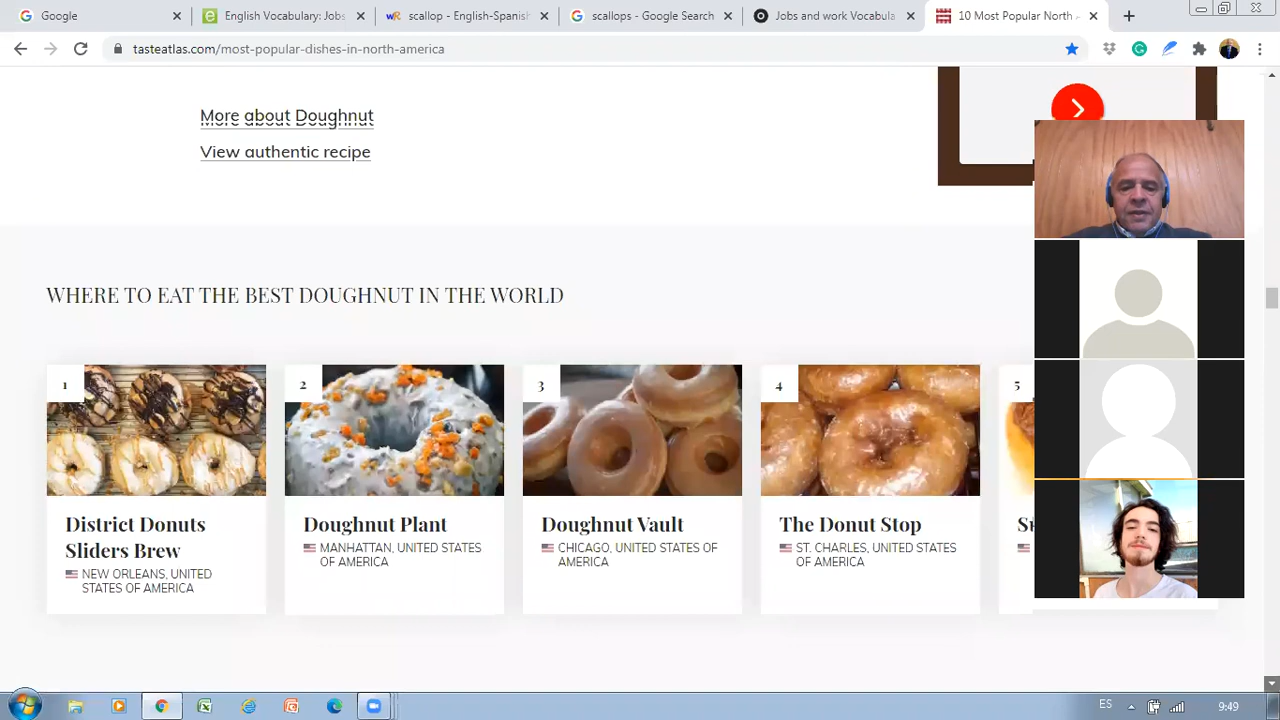 Google
English Vocabulary: Jobs
wR scallop - English-Spanish
scallops - Google Search
Jobs and work Vocabula
10 Most Popular North
tasteatlas.com/most-popular-dishes-in-north-america
More about Doughnut
View authentic recipe
WHERE TO EAT THE BEST DOUGHNUT IN THE WORLD
1
District Donuts
Sliders Brew
NEW ORLEANS, UNITED
STATES OF AMERICA
2
Doughnut Plant
MANHATTAN, UNITED STATES
OF AMERICA
3
Doughnut Vault
CHICAGO, UNITED STATES OF
AMERICA
4
The Donut Stop
ST. CHARLES, UNITED STATES
OF AMERICA
5
ES
9:49